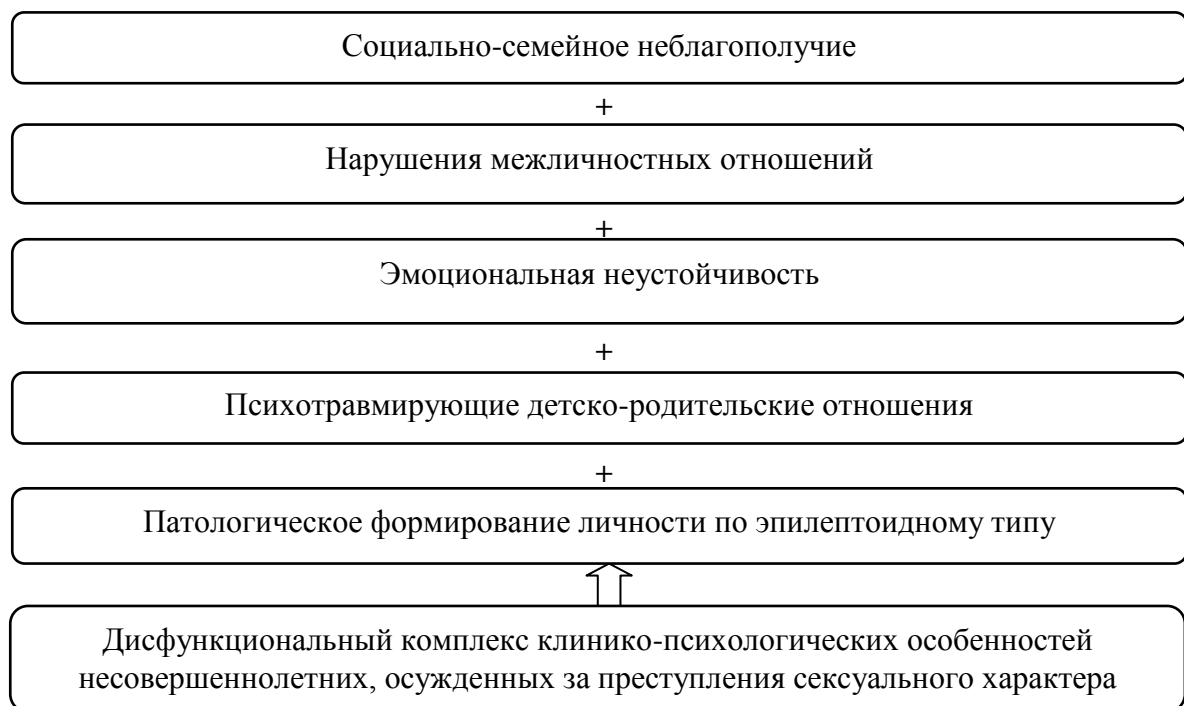 Социально-семейное неблагополучие
+
Нарушения межличностных отношений
+
Эмоциональная неустойчивость
+
Психотравмирующие детско-родительские отношения
+
Патологическое формирование личности по эпилептоидному типу
Дисфункциональный комплекс клинико-психологических особенностей
несовершеннолетних, осужденных за преступления сексуального характера